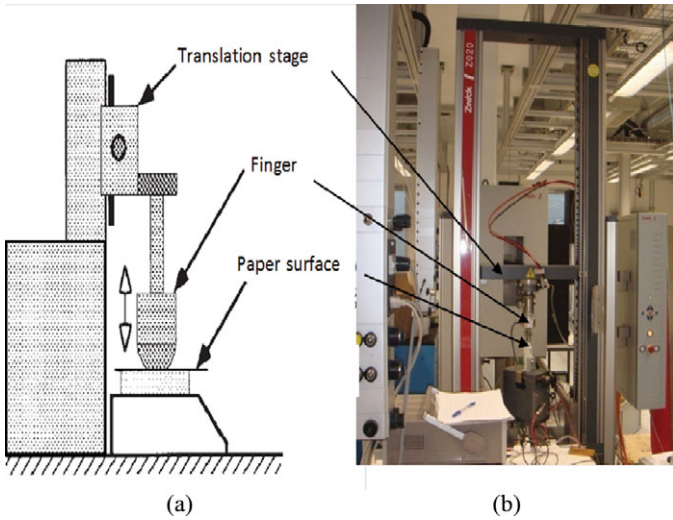 Translation stage
Finger
Paper surface
Zwick / Z020
(a)
(b)